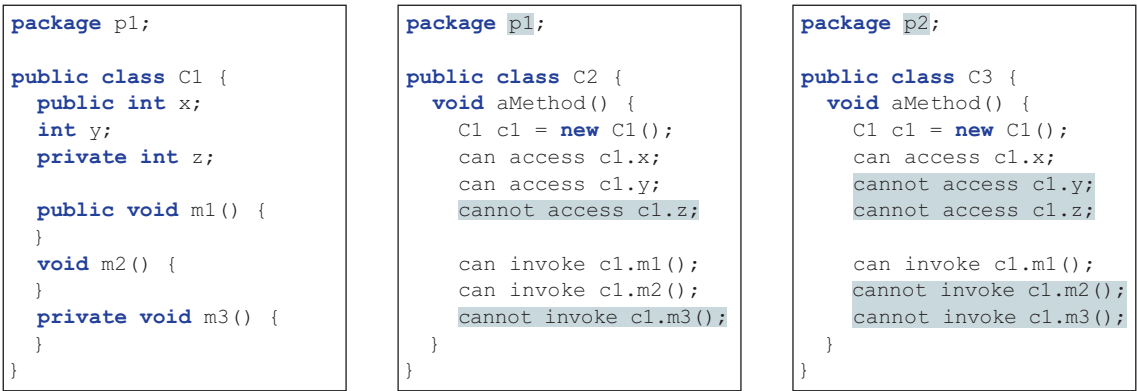 package p1;
public class C1 {
public int x;
int y;
private int z;
public void m1() {
}
void m2() {
}
private void m3() {
}
}
package p1;
public class C2 {
void aMethod() {
C1 c1 = new C1();
can access c1.x;
can access c1.y;
cannot access c1.z;
can invoke c1.m1();
can invoke c1.m2();
cannot invoke c1.m3();
}
}
package p2;
public class C3 {
void aMethod() {
C1 c1 = new C1();
can access c1.x;
cannot access c1.y;
cannot access c1.z;
can invoke c1.m1();
cannot invoke c1.m2();
cannot invoke c1.m3();
}
}